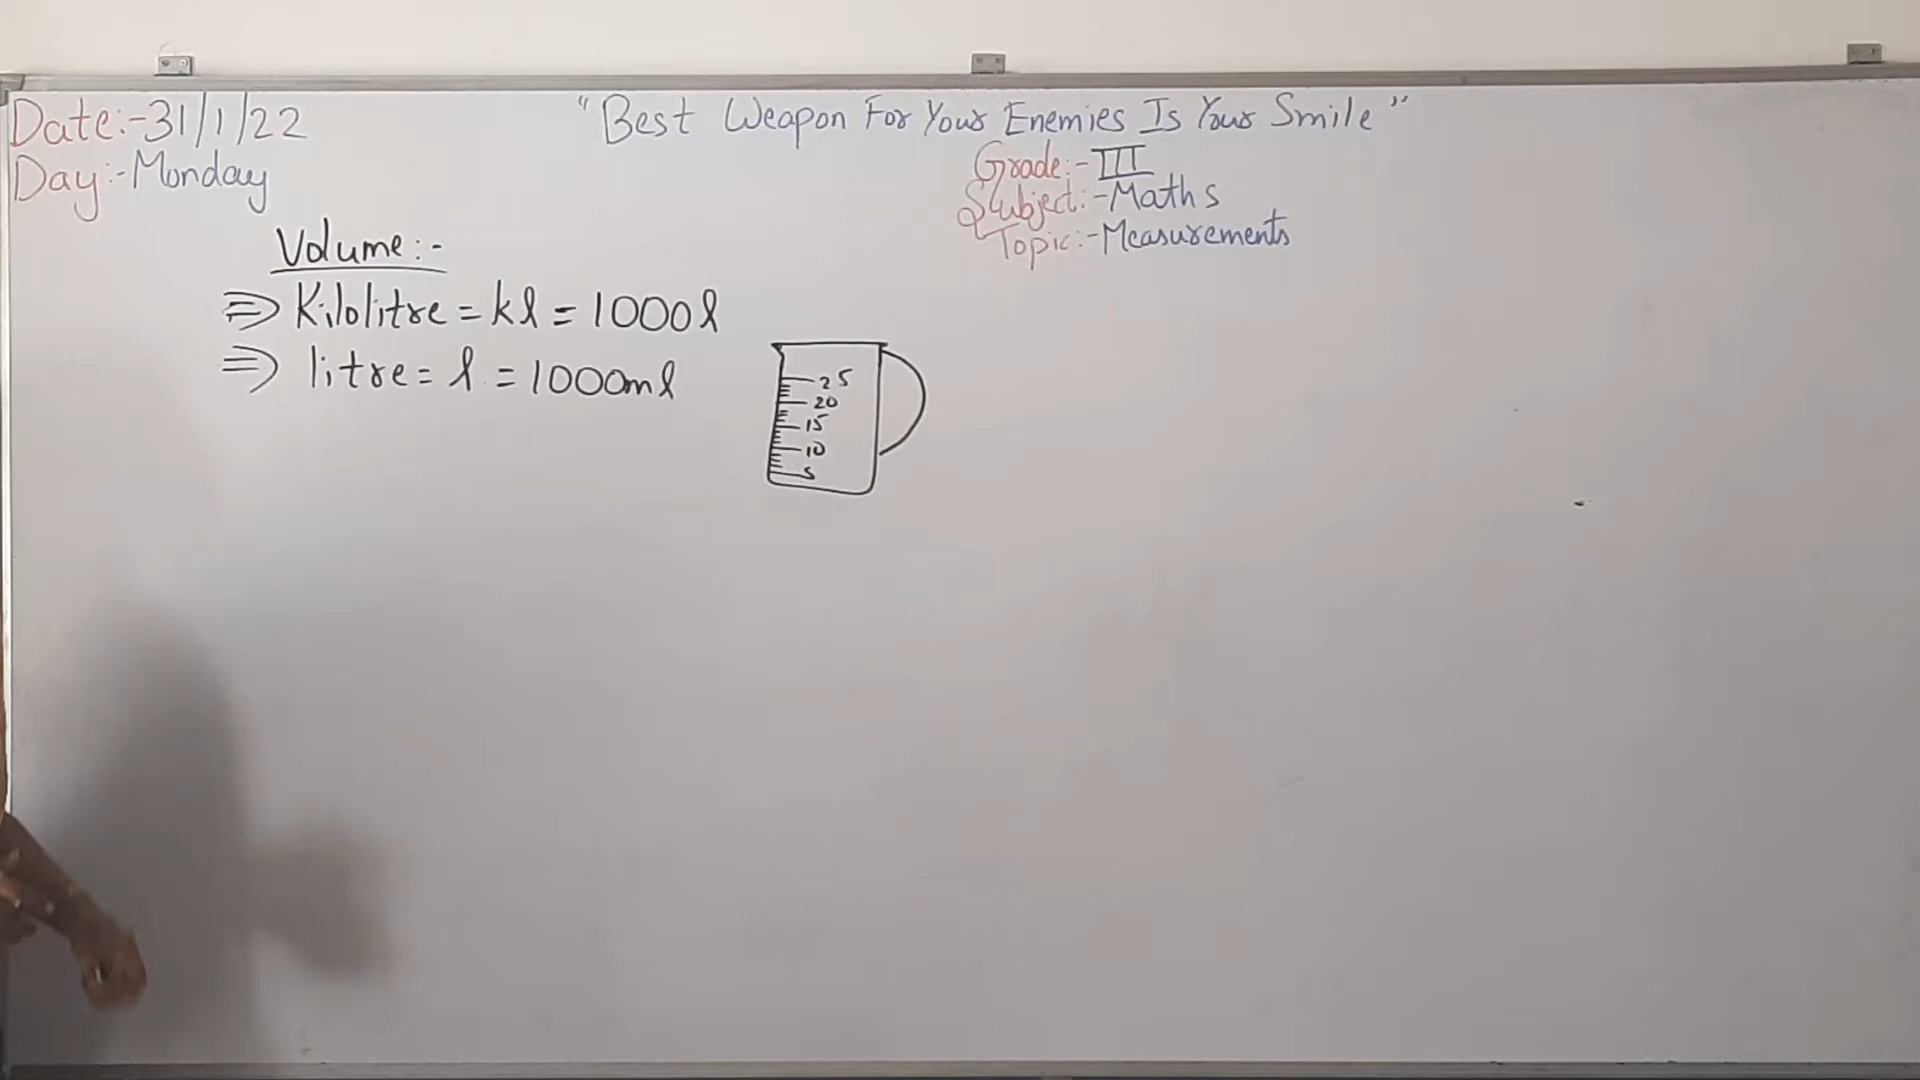 Date:-31/1/22
"Best Weapon For Your Enemies Is Your Smile"
Day:-Monday
Grade:-III
Subject:-Maths
Topic:-Measurements
Volume:-
⇒ Kilolitre = kl = 1000l
⇒ litre = l = 1000ml
25
20
15
10
5